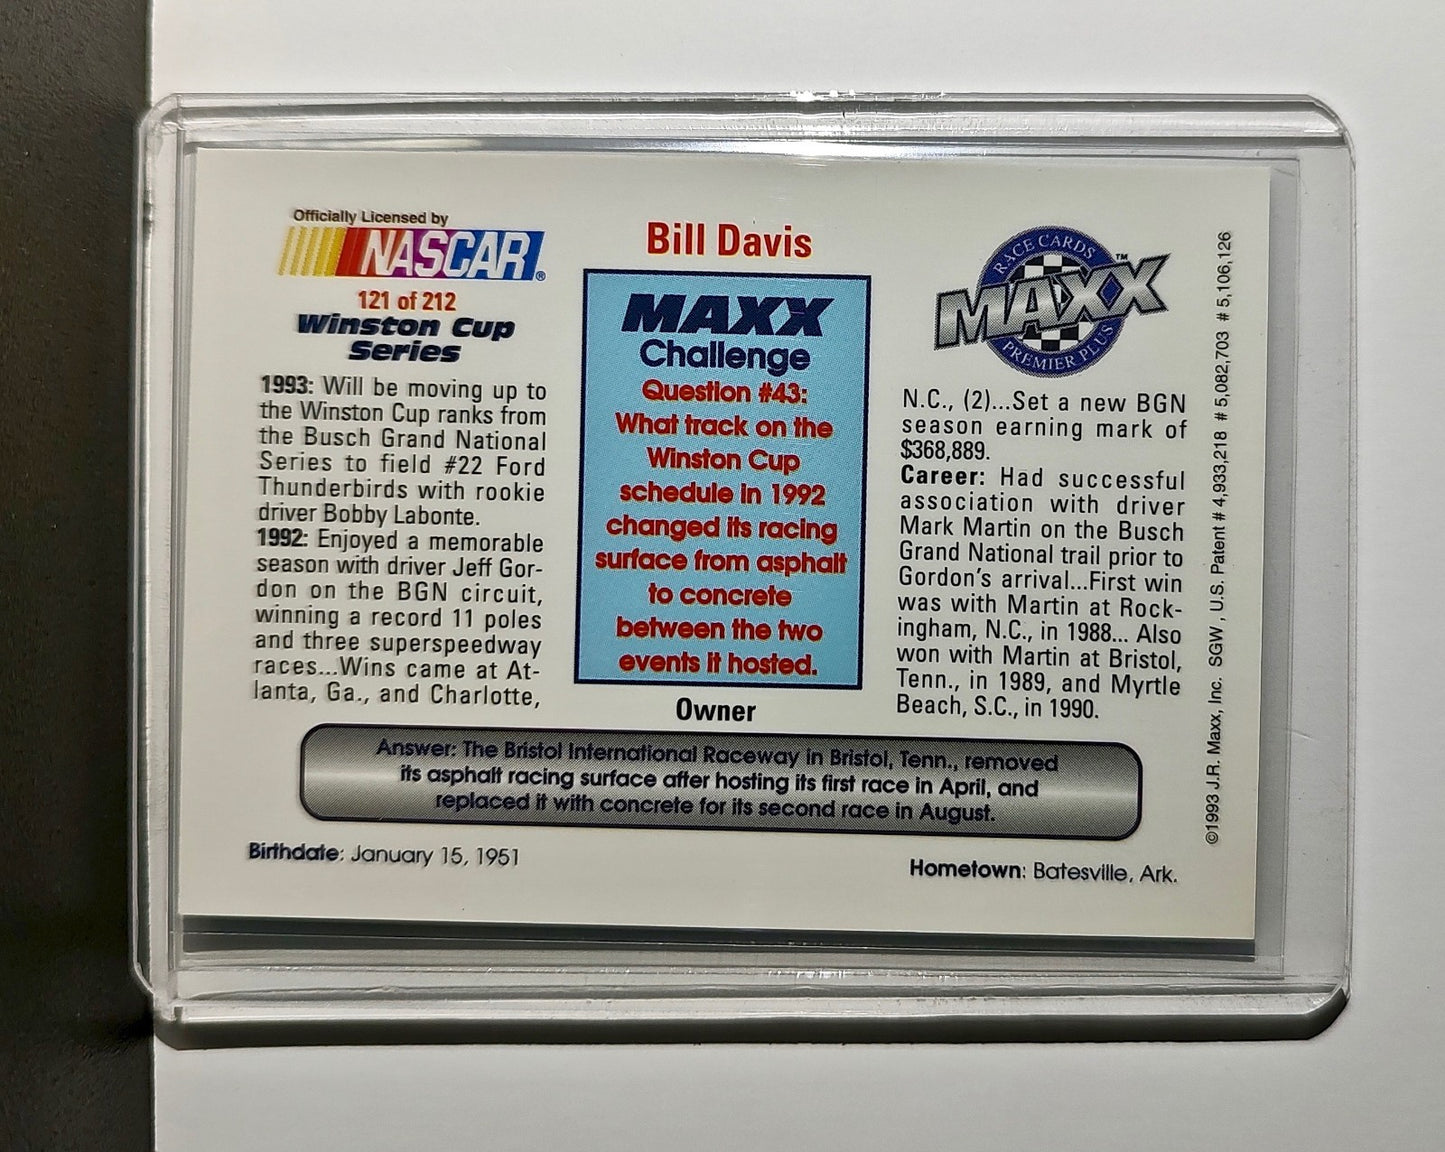 Officially Licensed by
NASCAR®
121 of 212
Winston Cup
Series
1993: Will be moving up to
the Winston Cup ranks from
the Busch Grand National
Series to field #22 Ford
Thunderbirds with rookie
driver Bobby Labonte.
1992: Enjoyed a memorable
season with driver Jeff Gor-
don on the BGN circuit,
winning a record 11 poles
and three superspeedway
races...Wins came at At-
lanta, Ga., and Charlotte,
Bill Davis
MAXX
Challenge
Question #43:
What track on the
Winston Cup
schedule in 1992
changed its racing
surface from asphalt
to concrete
between the two
events it hosted.
Owner
RACE CARDS
MAXX™
PREMIER PLUS
N.C., (2)...Set a new BGN
season earning mark of
$368,889.
Career: Had successful
association with driver
Mark Martin on the Busch
Grand National trail prior to
Gordon's arrival...First win
was with Martin at Rock-
ingham, N.C., in 1988... Also
won with Martin at Bristol,
Tenn., in 1989, and Myrtle
Beach, S.C., in 1990.
Answer: The Bristol International Raceway in Bristol, Tenn., removed
its asphalt racing surface after hosting its first race in April, and
replaced it with concrete for its second race in August.
Birthdate: January 15, 1951
Hometown: Batesville, Ark.
©1993 J.R. Maxx, Inc. SGW, U.S. Patent # 4,933,218 # 5,082,703 # 5,106,126